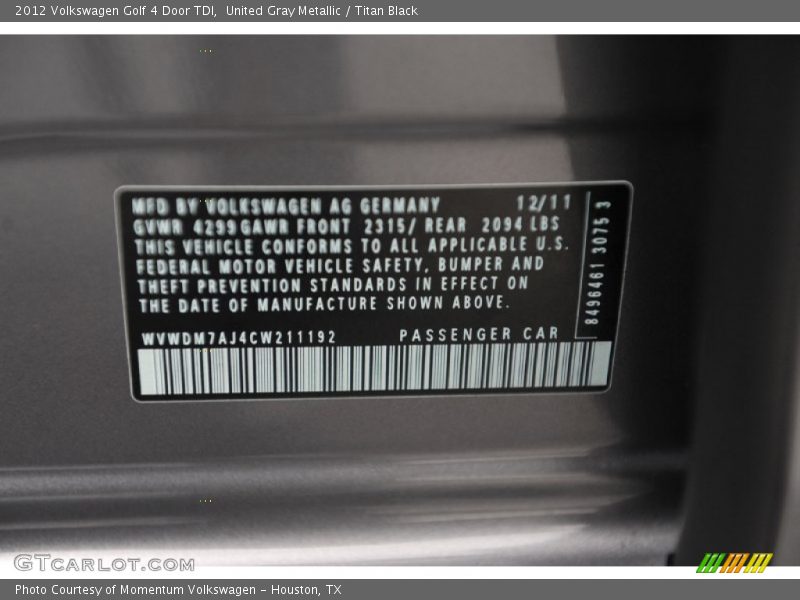 2012 Volkswagen Golf 4 Door TDI, United Gray Metallic / Titan Black
MFD BY VOLKSWAGEN AG GERMANY 12/11
GVWR 4299 GAWR FRONT 2315/ REAR 2094 LBS
THIS VEHICLE CONFORMS TO ALL APPLICABLE U.S.
FEDERAL MOTOR VEHICLE SAFETY, BUMPER AND
THEFT PREVENTION STANDARDS IN EFFECT ON
THE DATE OF MANUFACTURE SHOWN ABOVE.
WVWDM7AJ4CW211192 PASSENGER CAR
8496461 3075 3
GTCARLOT.COM
Photo Courtesy of Momentum Volkswagen - Houston, TX